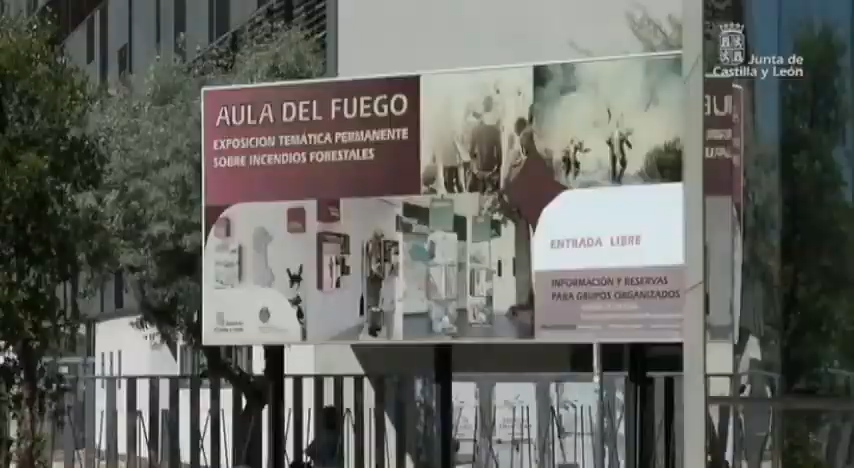 Junta de
Castilla y León
AULA DEL FUEGO
EXPOSICION TEMÁTICA PERMANENTE
SOBRE INCENDIOS FORESTALES
ENTRADA LIBRE
INFORMACIÓN Y RESERVAS
PARA GRUPOS ORGANIZADOS